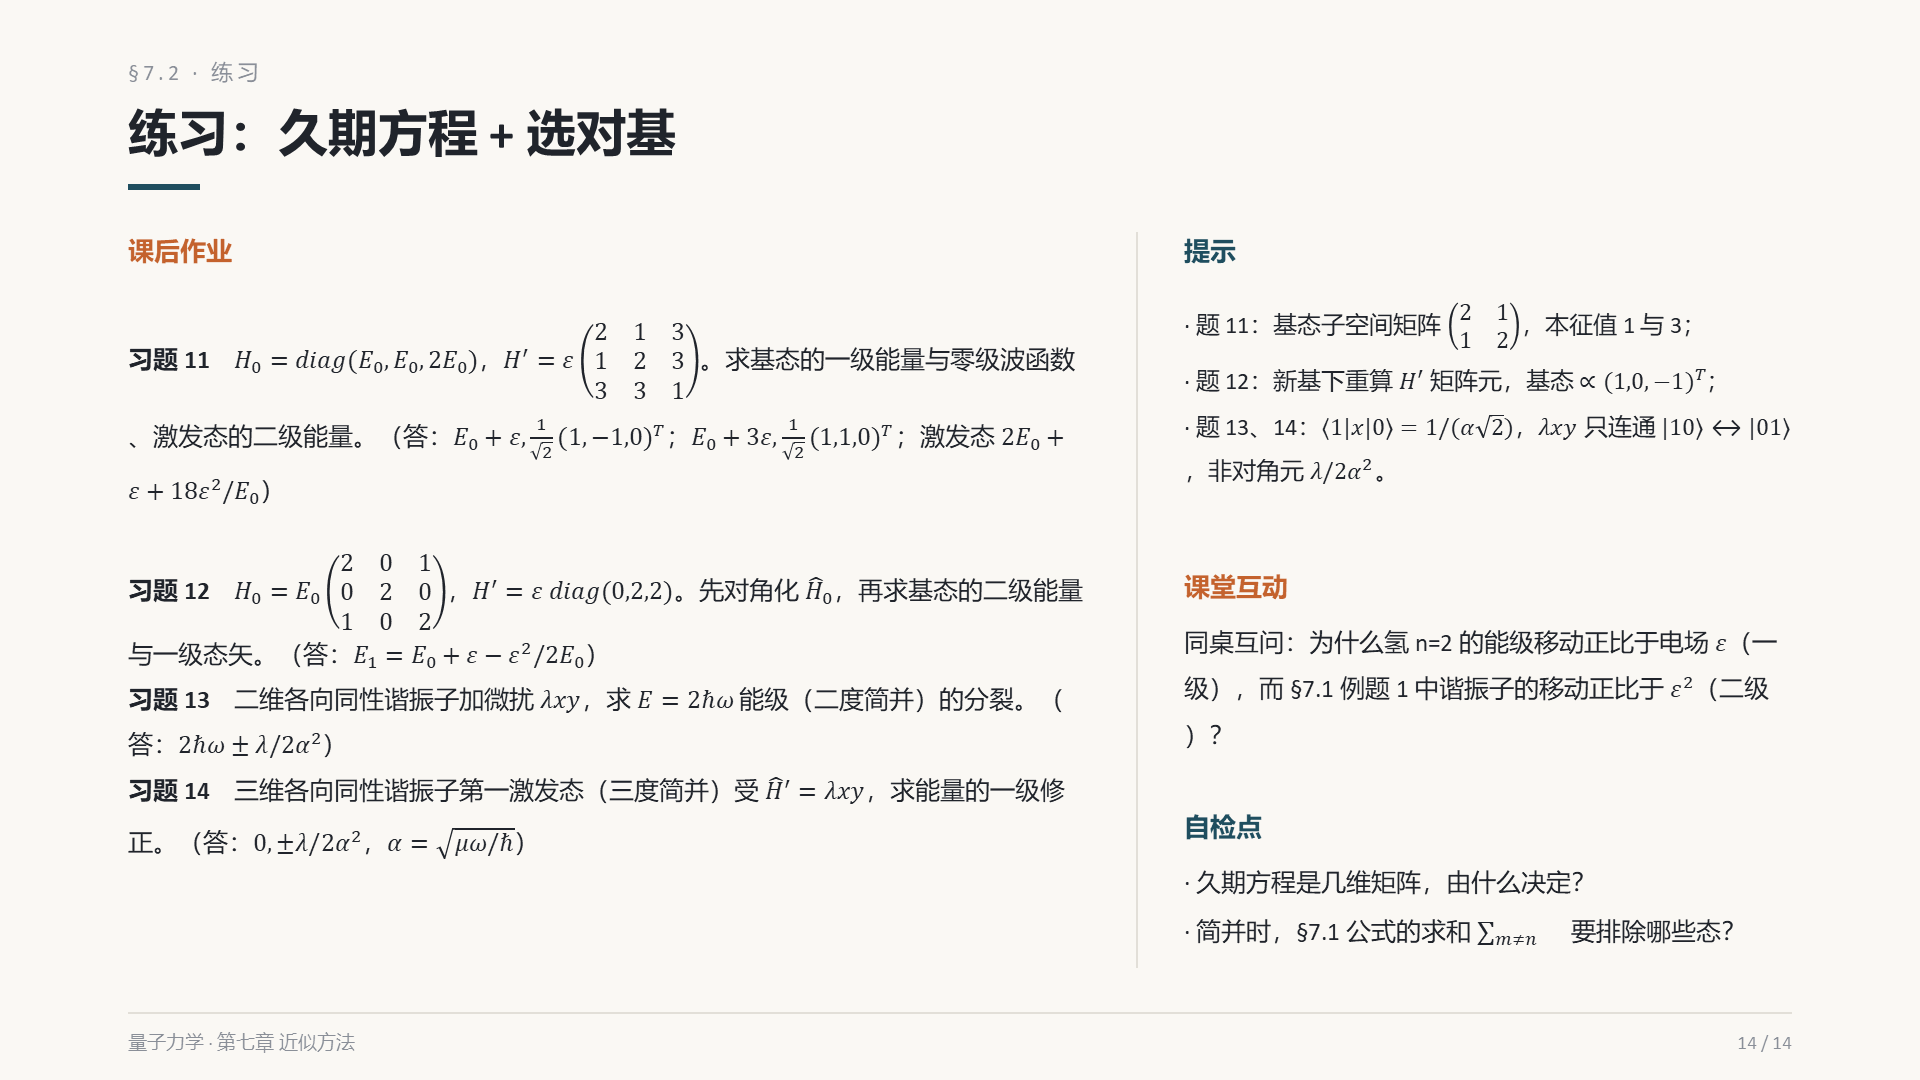 §7.2 · 练习
练习：久期方程 + 选对基
课后作业
习题 11 H₀ = diag(E₀, E₀, 2E₀)，H′ = ε (2 1 3; 1 2 3; 3 3 1)。求基态的一级能量与零级波函数
、激发态的二级能量。（答：E₀ + ε, 1/√2 (1, −1,0)ᵀ；E₀ + 3ε, 1/√2 (1,1,0)ᵀ；激发态 2E₀ +
ε + 18ε²/E₀）
习题 12 H₀ = E₀ (2 0 1; 0 2 0; 1 0 2)，H′ = ε diag(0,2,2)。先对角化 Ĥ₀，再求基态的二级能量
与一级态矢。（答：E₁ = E₀ + ε − ε²/2E₀）
习题 13 二维各向同性谐振子加微扰 λxy，求 E = 2ℏω 能级（二度简并）的分裂。（
答：2ℏω ± λ/2α²）
习题 14 三维各向同性谐振子第一激发态（三度简并）受 Ĥ′ = λxy，求能量的一级修
正。（答：0, ±λ/2α²，α = √(μω/ℏ)）
提示
· 题 11：基态子空间矩阵 (2 1; 1 2)，本征值 1 与 3；
· 题 12：新基下重算 H′ 矩阵元，基态 ∝ (1,0, −1)ᵀ；
· 题 13、14：⟨1|x|0⟩ = 1/(α√2)，λxy 只连通 |10⟩ ↔ |01⟩
，非对角元 λ/2α²。
课堂互动
同桌互问：为什么氢 n=2 的能级移动正比于电场 ε（一
级），而 §7.1 例题 1 中谐振子的移动正比于 ε²（二级
）？
自检点
· 久期方程是几维矩阵，由什么决定？
· 简并时，§7.1 公式的求和 ∑ₘ≠ₙ 要排除哪些态？
量子力学 · 第七章 近似方法
14 / 14